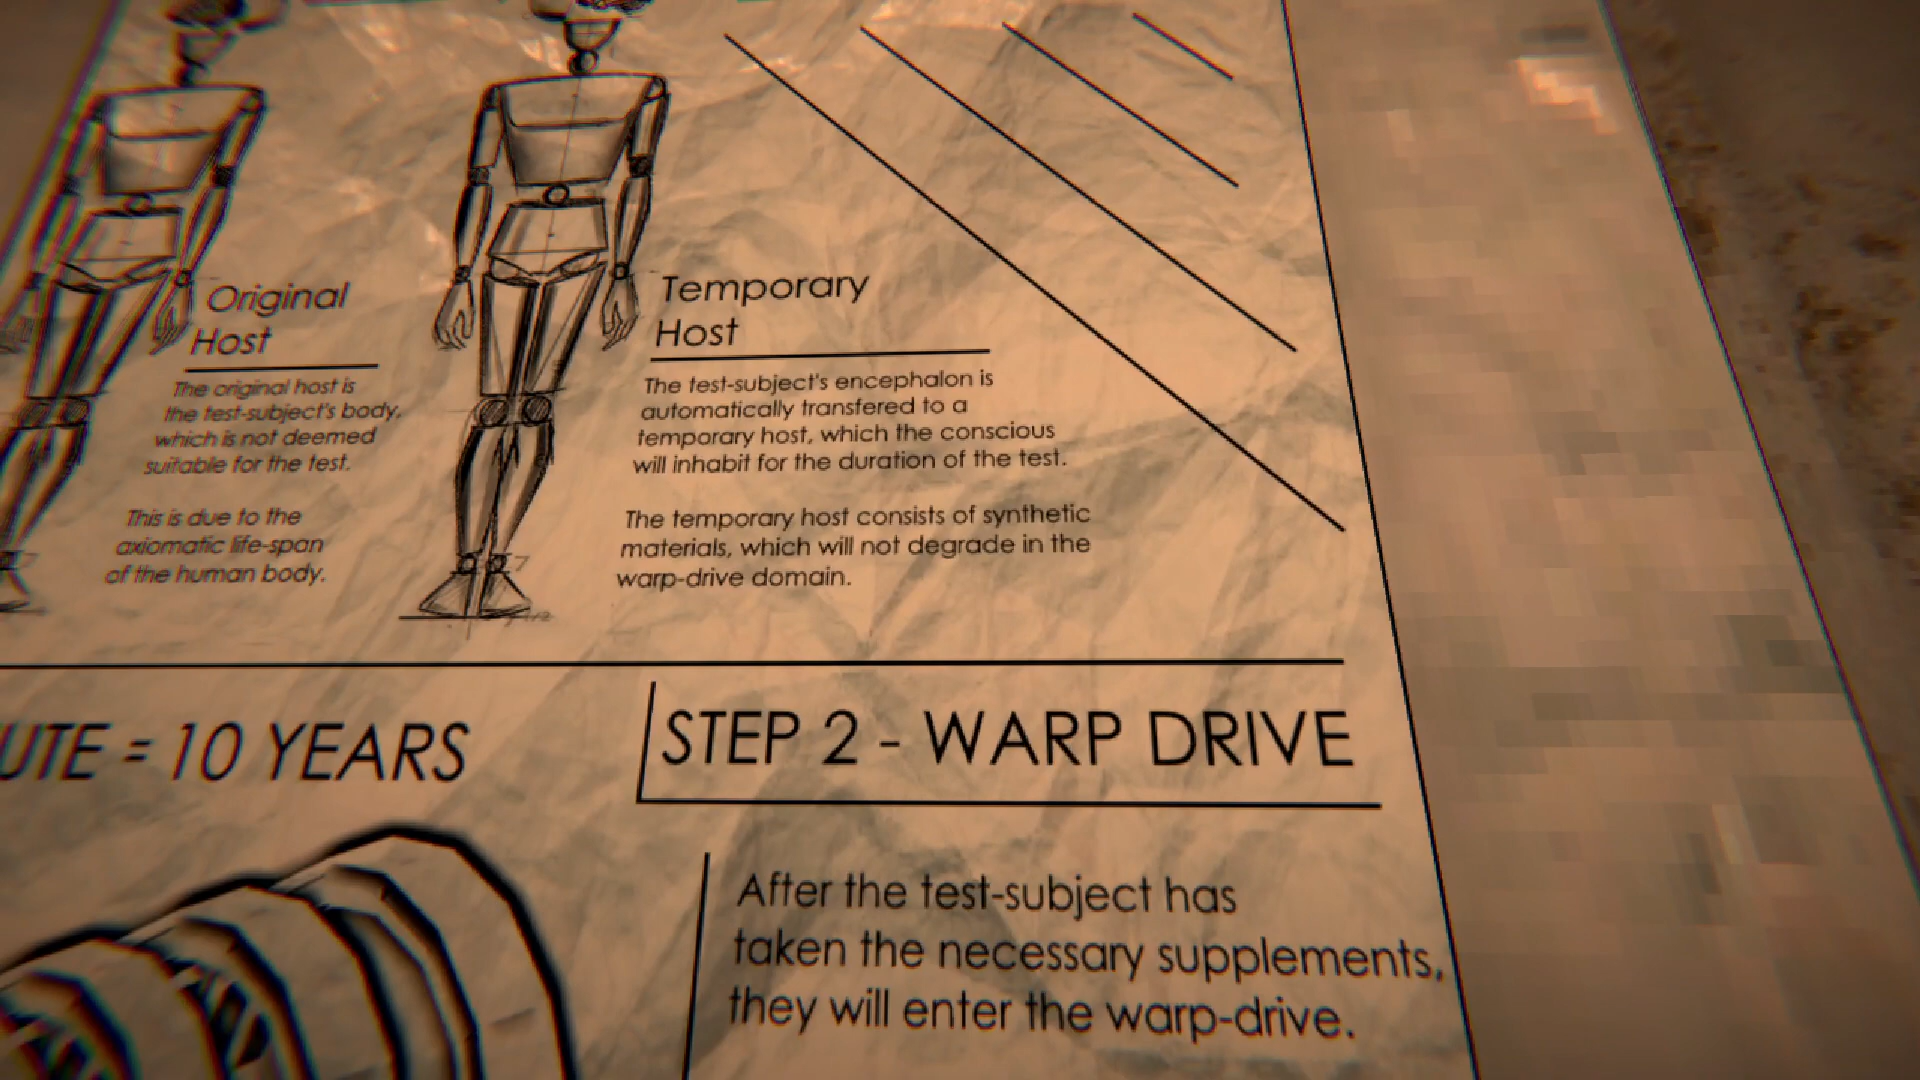 Original
Host
The original host is
the test-subject's body,
which is not deemed
suitable for the test.
This is due to the
axiomatic life-span
of the human body.
Temporary
Host
The test-subject's encephalon is
automatically transfered to a
temporary host, which the conscious
will inhabit for the duration of the test.
The temporary host consists of synthetic
materials, which will not degrade in the
warp-drive domain.
UTE = 10 YEARS
STEP 2 - WARP DRIVE
After the test-subject has
taken the necessary supplements,
they will enter the warp-drive.